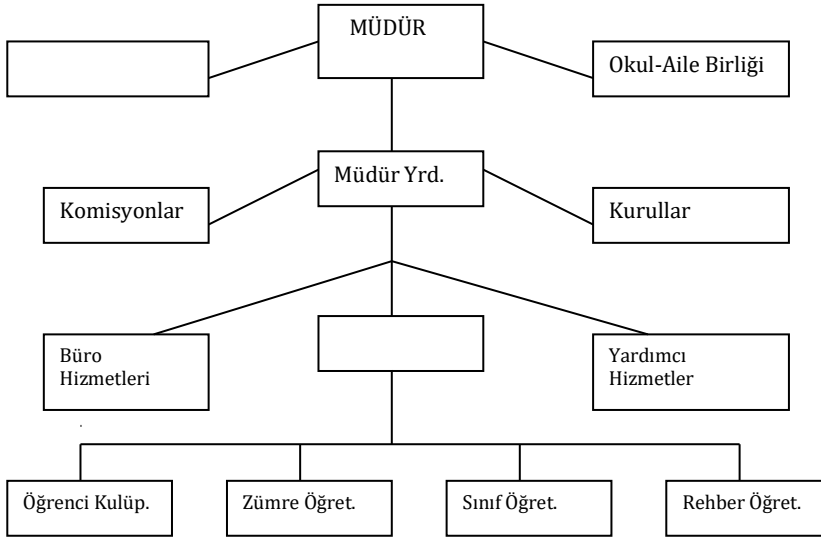 MÜDÜR
Okul-Aile Birliği
Müdür Yrd.
Komisyonlar
Kurullar
Büro
Hizmetleri
Yardımcı
Hizmetler
Öğrenci Kulüp.
Zümre Öğret.
Sınıf Öğret.
Rehber Öğret.